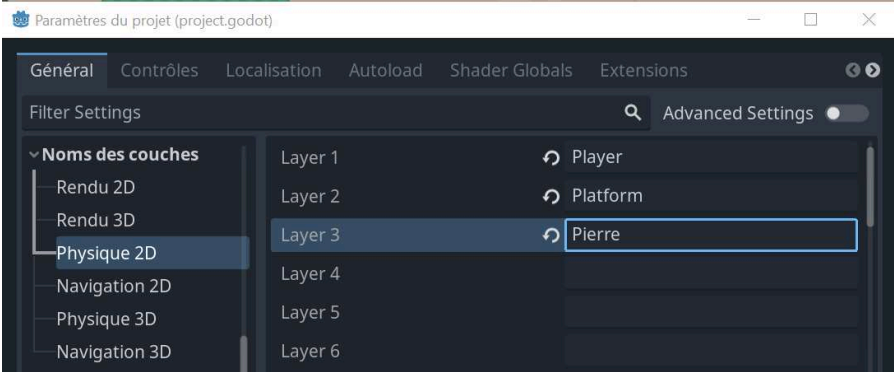 Paramètres du projet (project.godot)
Général Contrôles Localisation Autoload Shader Globals Extensions
Filter Settings Advanced Settings
Noms des couches
Rendu 2D
Rendu 3D
Physique 2D
Navigation 2D
Physique 3D
Navigation 3D
Layer 1 Player
Layer 2 Platform
Layer 3 Pierre
Layer 4
Layer 5
Layer 6